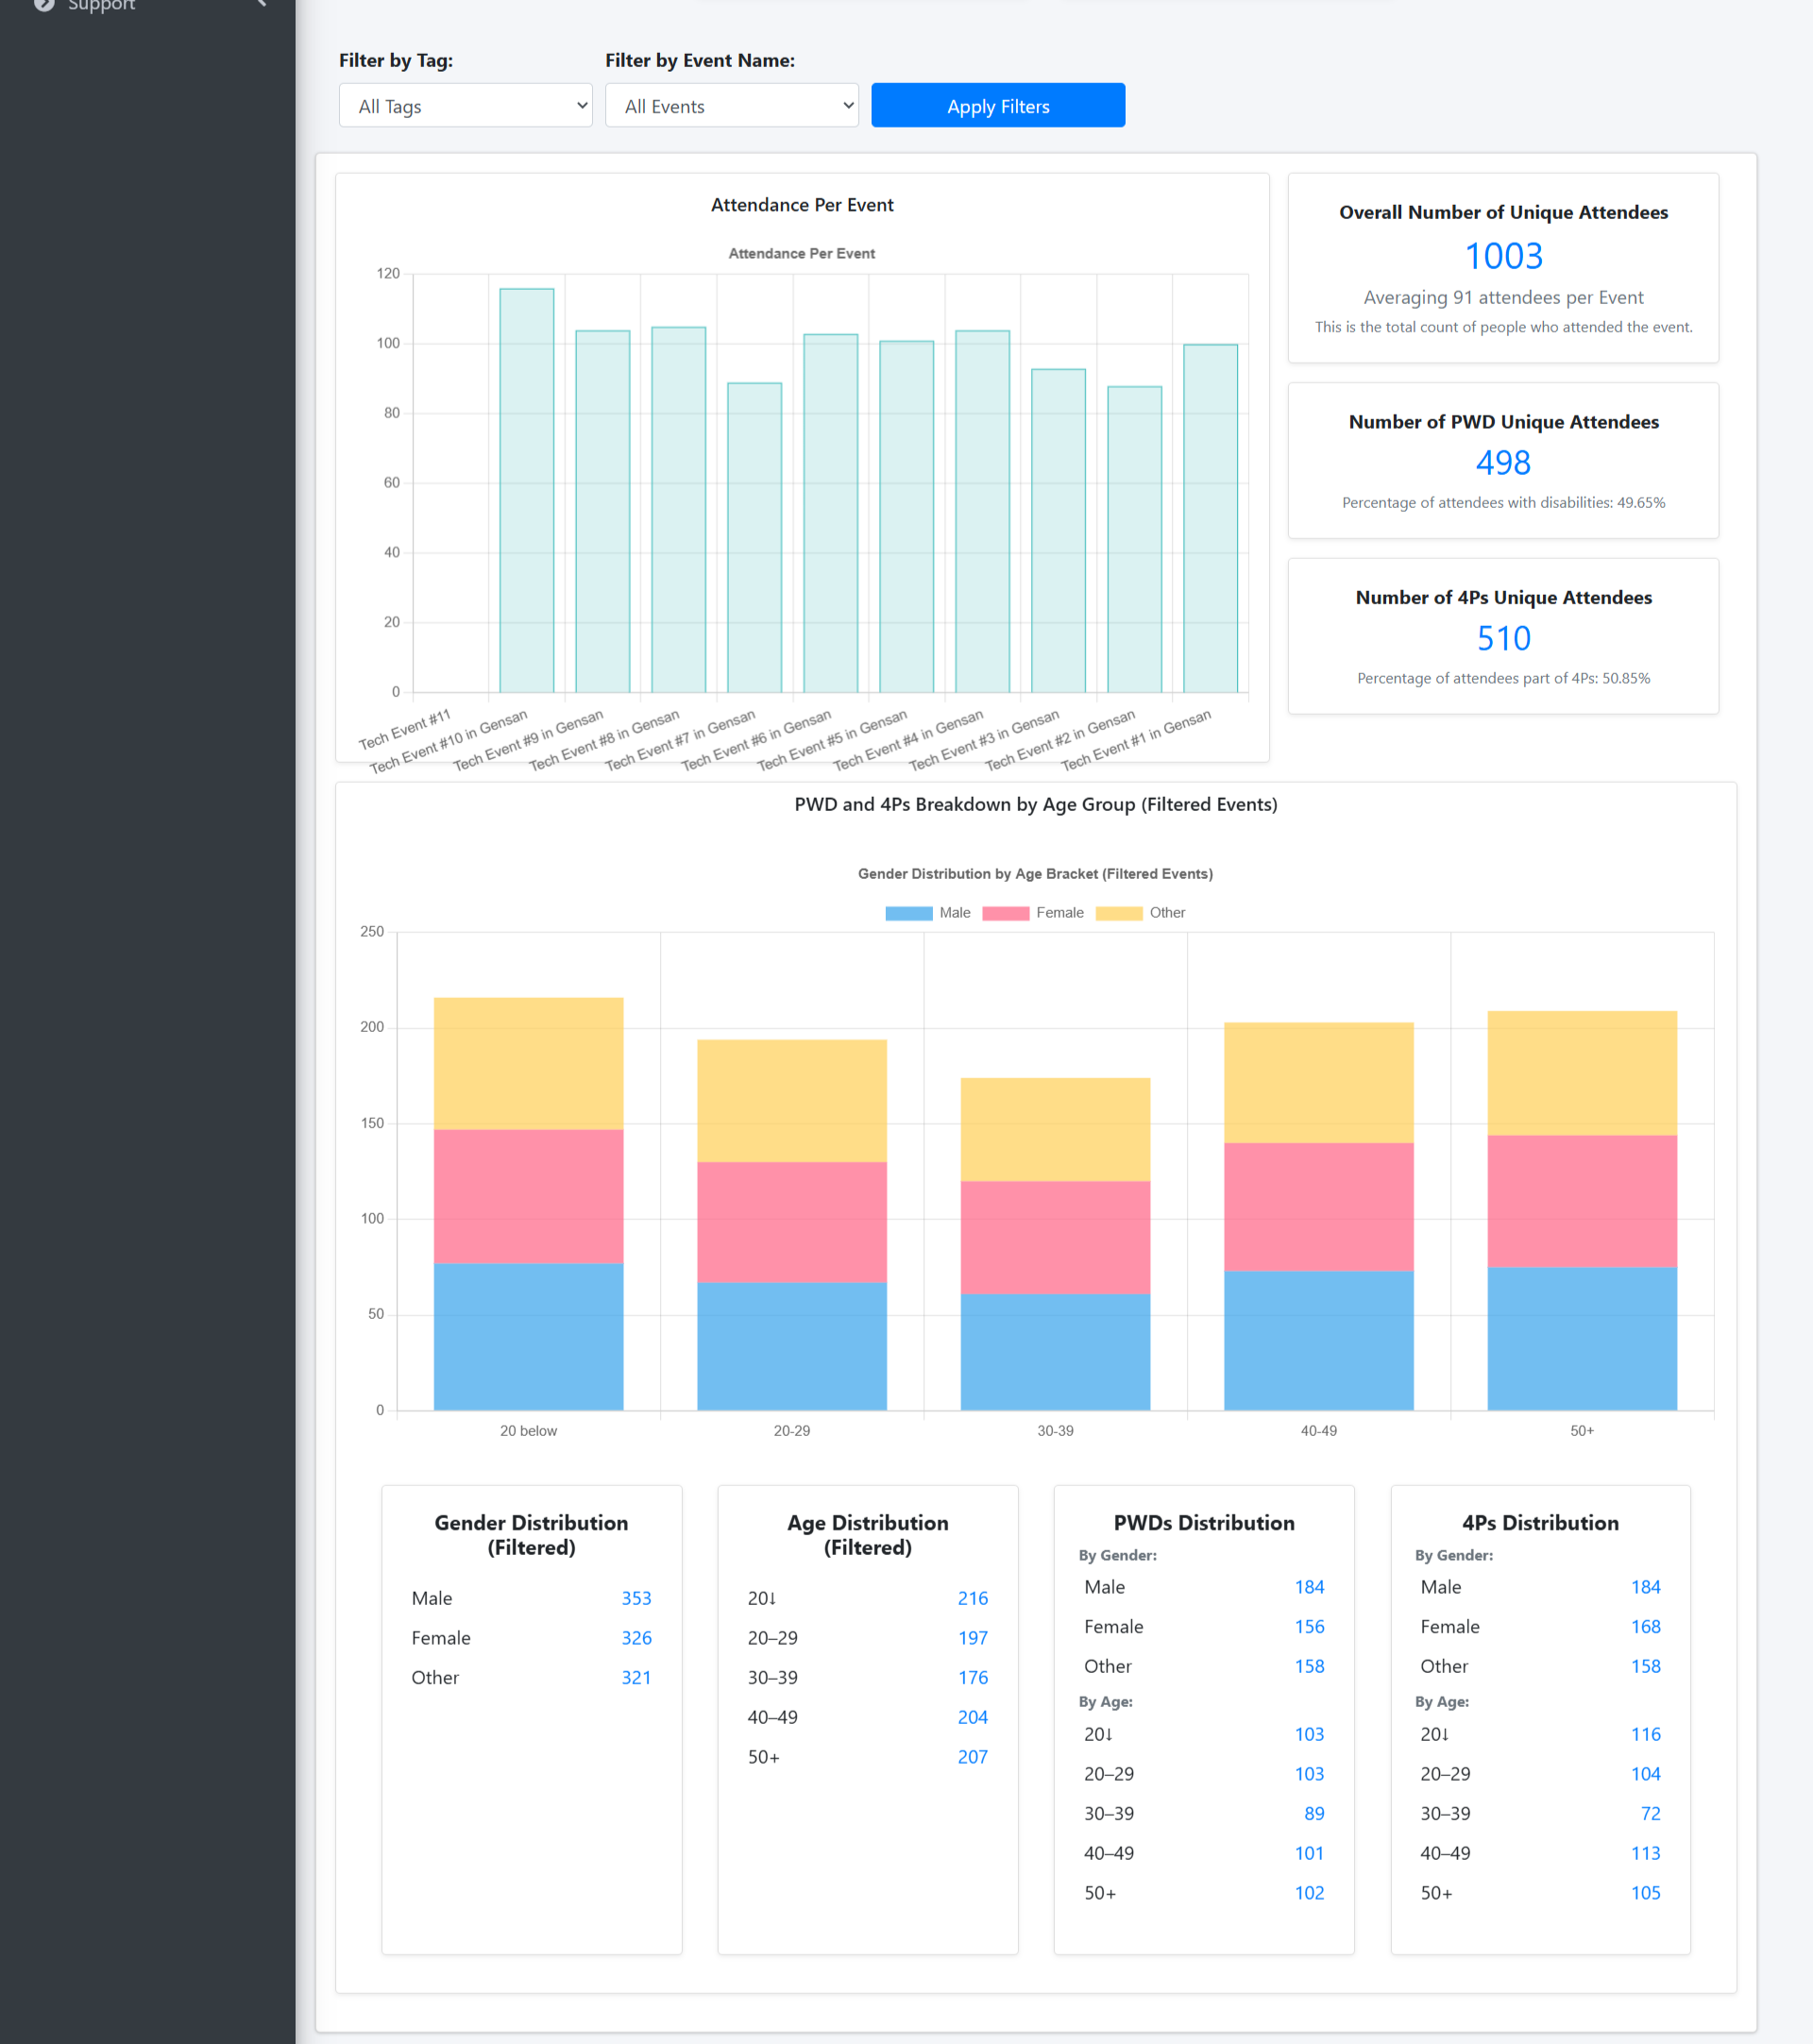 Support
Filter by Tag:
Filter by Event Name:
All Tags
All Events
Apply Filters
Attendance Per Event
Attendance Per Event
120
100
80
60
40
20
0
Tech Event #11
Tech Event #10 in Gensan
Tech Event #9 in Gensan
Tech Event #8 in Gensan
Tech Event #7 in Gensan
Tech Event #6 in Gensan
Tech Event #5 in Gensan
Tech Event #4 in Gensan
Tech Event #3 in Gensan
Tech Event #2 in Gensan
Tech Event #1 in Gensan
Overall Number of Unique Attendees
1003
Averaging 91 attendees per Event
This is the total count of people who attended the event.
Number of PWD Unique Attendees
498
Percentage of attendees with disabilities: 49.65%
Number of 4Ps Unique Attendees
510
Percentage of attendees part of 4Ps: 50.85%
PWD and 4Ps Breakdown by Age Group (Filtered Events)
Gender Distribution by Age Bracket (Filtered Events)
Male Female Other
250
200
150
100
50
0
20 below
20-29
30-39
40-49
50+
Gender Distribution
(Filtered)
Male 353
Female 326
Other 321
Age Distribution
(Filtered)
20↓ 216
20–29 197
30–39 176
40–49 204
50+ 207
PWDs Distribution
By Gender:
Male 184
Female 156
Other 158
By Age:
20↓ 103
20–29 103
30–39 89
40–49 101
50+ 102
4Ps Distribution
By Gender:
Male 184
Female 168
Other 158
By Age:
20↓ 116
20–29 104
30–39 72
40–49 113
50+ 105